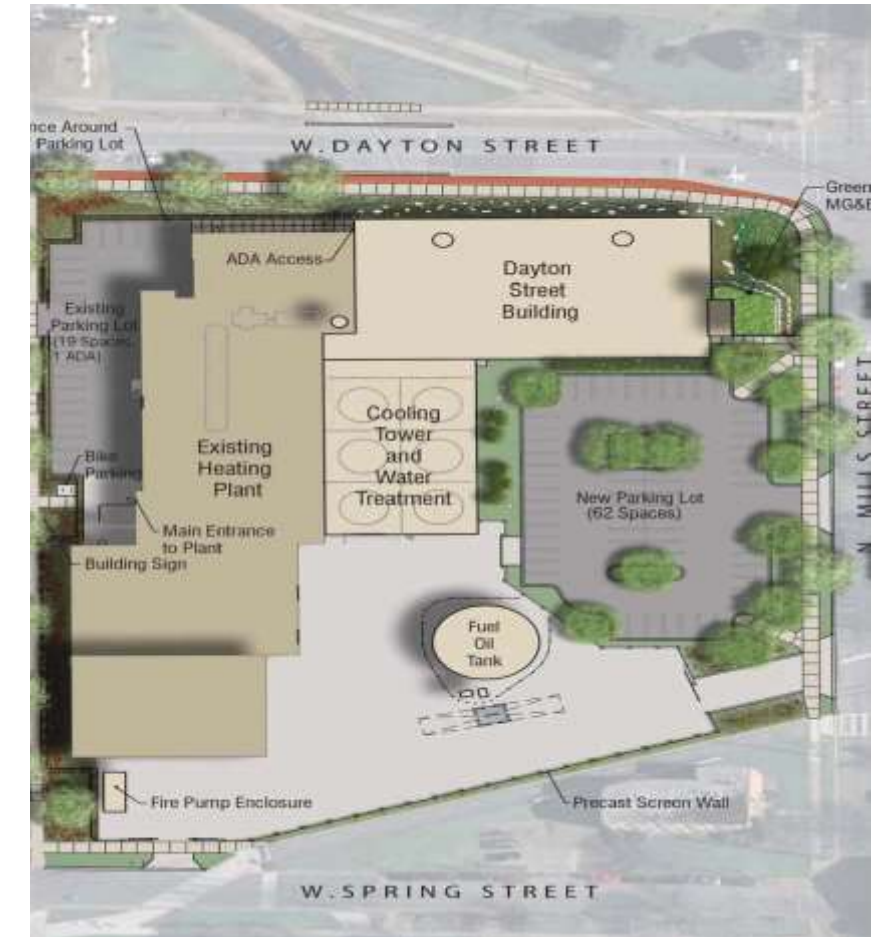 W. DAYTON STREET
nce Around
Parking Lot
Green
MG&E
ADA Access
Dayton
Street
Building
Existing
Parking Lot
(19 Spaces,
1 ADA)
Cooling
Tower
and
Water
Treatment
Existing
Heating
Plant
Bike
Parking
New Parking Lot
(62 Spaces)
N. MILLS STREET
Main Entrance
to Plant
Building Sign
Fuel
Oil
Tank
Fire Pump Enclosure
Precast Screen Wall
W. SPRING STREET